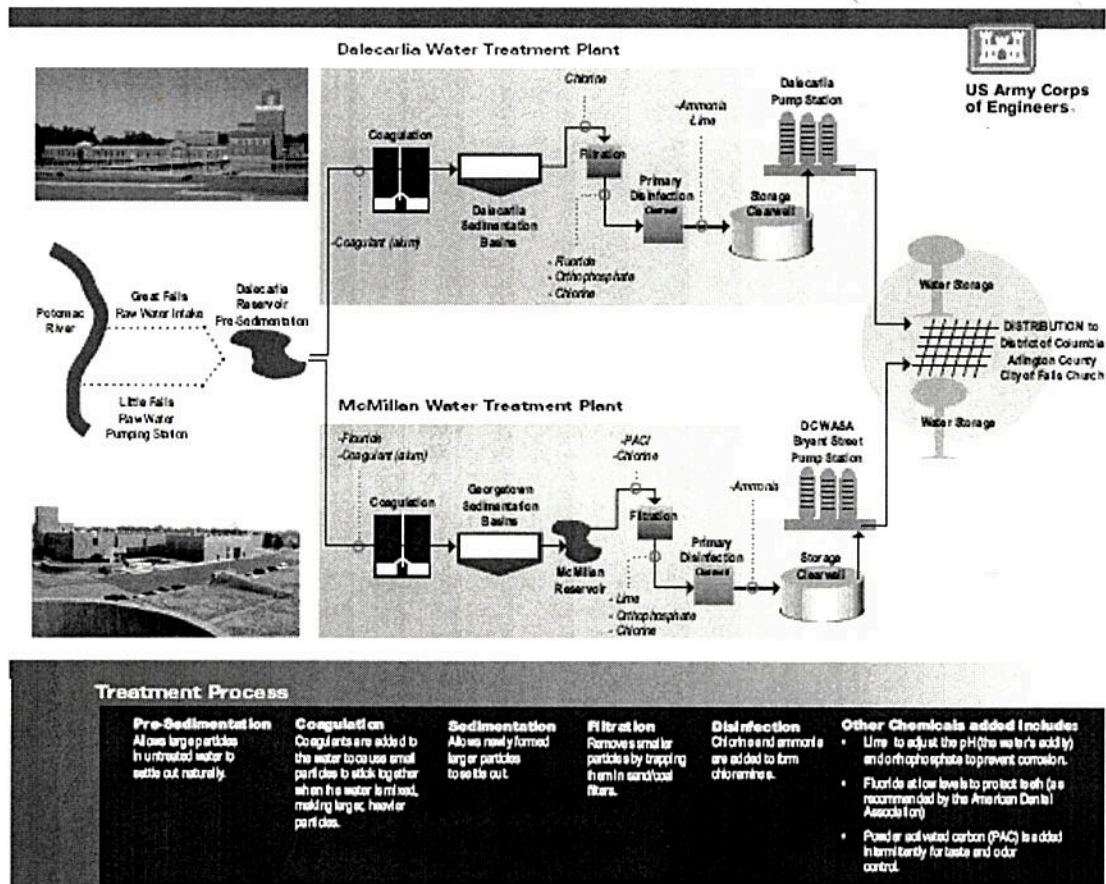 Dalecarlia Water Treatment Plant
US Army Corps
of Engineers
Chlorine
-Ammonia
Lime
Dalecarlia
Pump Station
Coagulation
Filtration
Primary
Disinfection
Clearwell
Storage
Clearwell
Dalecarlia
Sedimentation
Basins
-Coagulant (alum)
- Fluoride
- Orthophosphate
- Chlorine
Potomac
River
Great Falls
Raw Water Intake
Dalecarlia
Reservoir
Pre-Sedimentation
Little Falls
Raw Water
Pumping Station
Water Storage
DISTRIBUTION to
District of Columbia
Arlington County
City of Falls Church
Water Storage
McMillan Water Treatment Plant
-Flouride
-Coagulant (alum)
-PACl
-Chlorine
-Ammonia
DCWASA
Bryant Street
Pump Station
Coagulation
Georgetown
Sedimentation
Basins
McMillan
Reservoir
Filtration
Primary
Disinfection
Clearwell
Storage
Clearwell
- Lime
- Orthophosphate
- Chlorine
Treatment Process
Pre-Sedimentation
Allows large particles
in untreated water to
settle out naturally.
Coagulation
Coagulants are added to
the water to cause small
particles to stick together
when the water is mixed,
making larger, heavier
particles.
Sedimentation
Allows newly formed
larger particles
to settle out.
Filtration
Removes smaller
particles by trapping
them in sand/coal
filters.
Disinfection
Chlorine and ammonia
are added to form
chloramines.
Other Chemicals added include:
• Lime to adjust the pH (the water's acidity)
and orthophosphate to prevent corrosion.
• Fluoride at low levels to protect teeth (as
recommended by the American Dental
Association)
• Powder activated carbon (PAC) is added
intermittently for taste and odor
control.